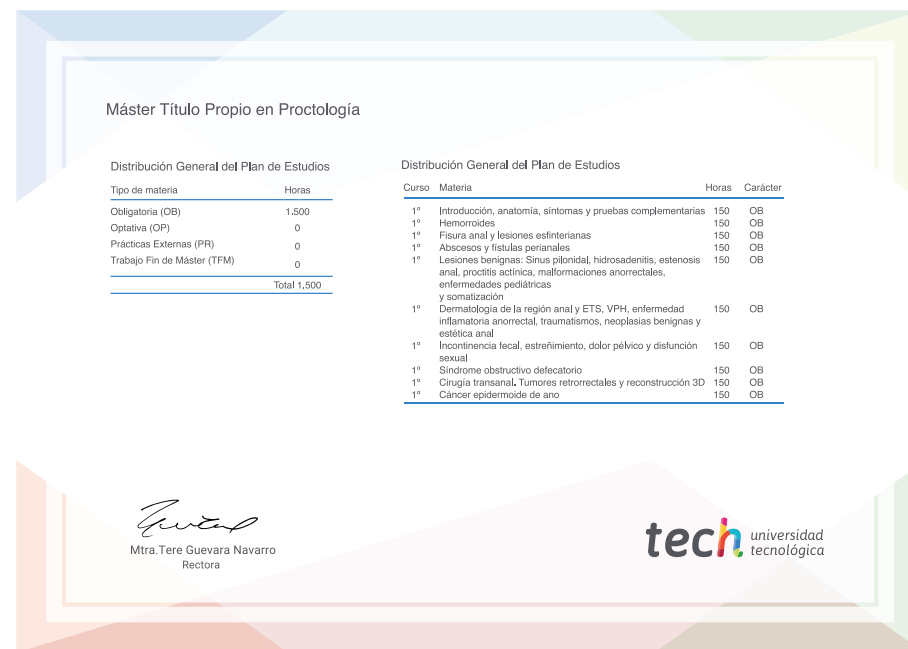 Máster Título Propio en Proctología
Distribución General del Plan de Estudios
Tipo de materia Horas
Obligatoria (OB) 1.500
Optativa (OP) 0
Prácticas Externas (PR) 0
Trabajo Fin de Máster (TFM) 0
Total 1.500
Distribución General del Plan de Estudios
Curso Materia Horas Carácter
1º Introducción, anatomía, síntomas y pruebas complementarias 150 OB
1º Hemorroides 150 OB
1º Fisura anal y lesiones esfinterianas 150 OB
1º Abscesos y fístulas perianales 150 OB
1º Lesiones benignas: Sinus pilonidal, hidrosadenitis, estenosis 150 OB
anal, proctitis actínica, malformaciones anorrectales,
enfermedades pediátricas
y somatización
1º Dermatología de la región anal y ETS, VPH, enfermedad 150 OB
inflamatoria anorrectal, traumatismos, neoplasias benignas y
estética anal
1º Incontinencia fecal, estreñimiento, dolor pélvico y disfunción 150 OB
sexual
1º Síndrome obstructivo defecatorio 150 OB
1º Cirugía transanal. Tumores retrorrectales y reconstrucción 3D 150 OB
1º Cáncer epidermoide de ano 150 OB
Mtra.Tere Guevara Navarro
Rectora
tech universidad
tecnológica